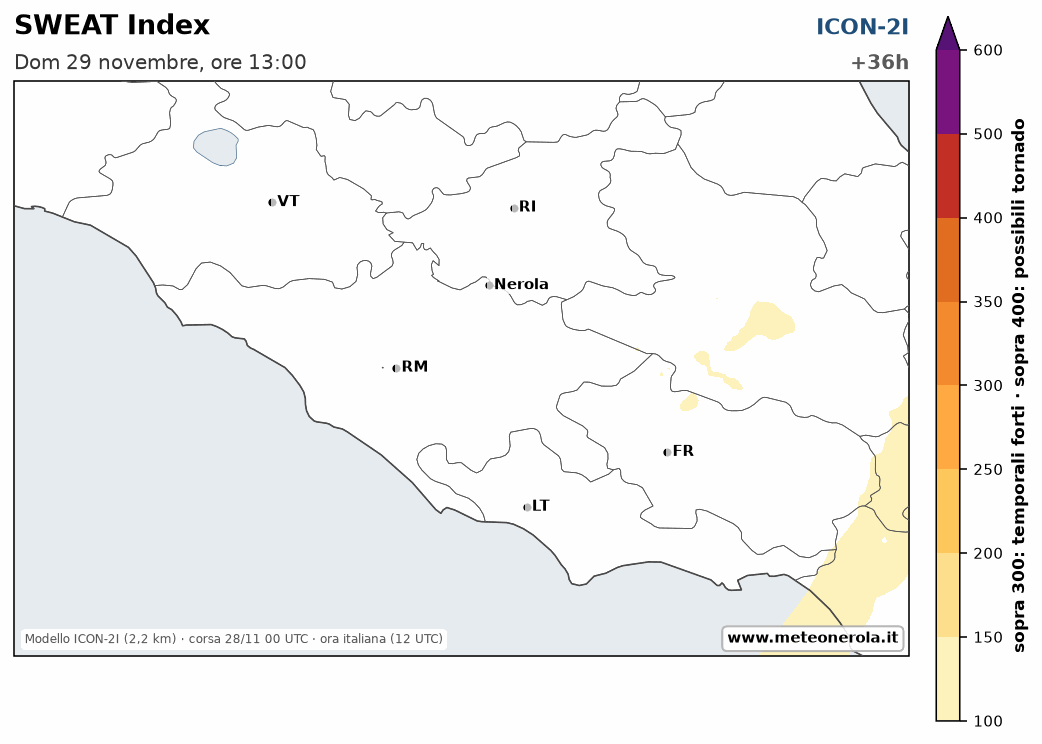 SWEAT Index
ICON-2I
Dom 29 novembre, ore 13:00
+36h
VT
RI
Nerola
RM
FR
LT
Modello ICON-2I (2,2 km) · corsa 28/11 00 UTC · ora italiana (12 UTC)
www.meteonerola.it
600
500
400
350
300
250
200
150
100
sopra 300: temporali forti · sopra 400: possibili tornado